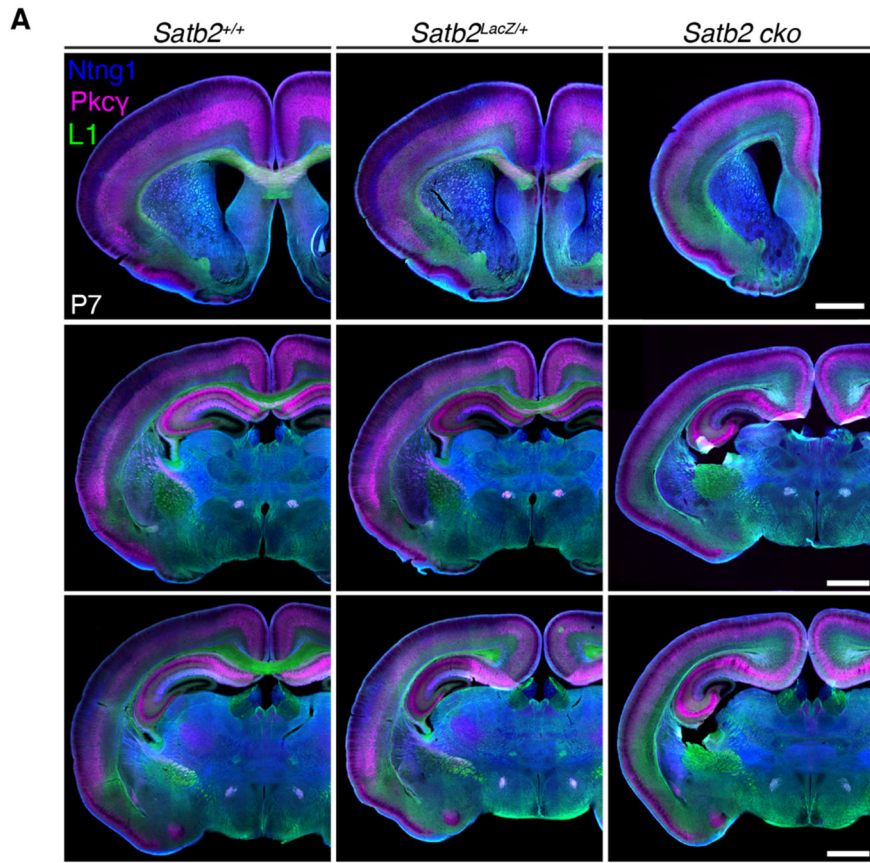 A
Satb2+/+
Satb2LacZ/+
Satb2 cko
Ntng1
Pkcγ
L1
P7